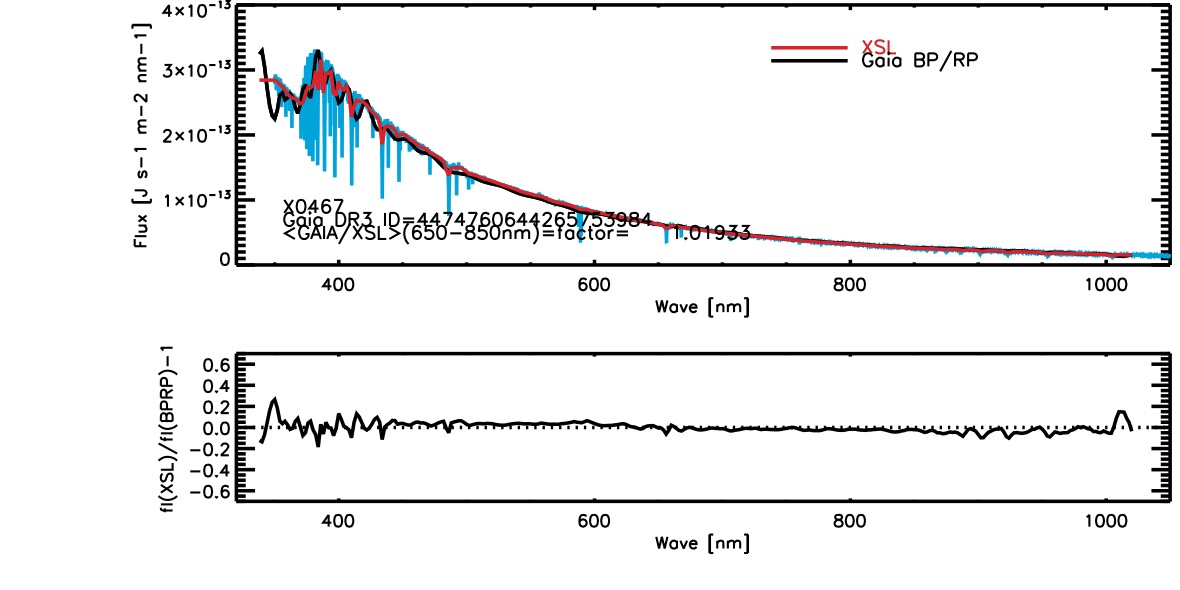 4×10−13
3×10−13
2×10−13
1×10−13
0
Flux [J s−1 m−2 nm−1]
XSL
Gaia BP/RP
X0467
Gaia DR3 ID=4474760644265753984
<GAIA/XSL>(650−850nm)=factor= 1.01933
400 600 800 1000
Wave [nm]
0.6
0.4
0.2
0.0
−0.2
−0.4
−0.6
fl(XSL)/fl(BPRP)−1
400 600 800 1000
Wave [nm]